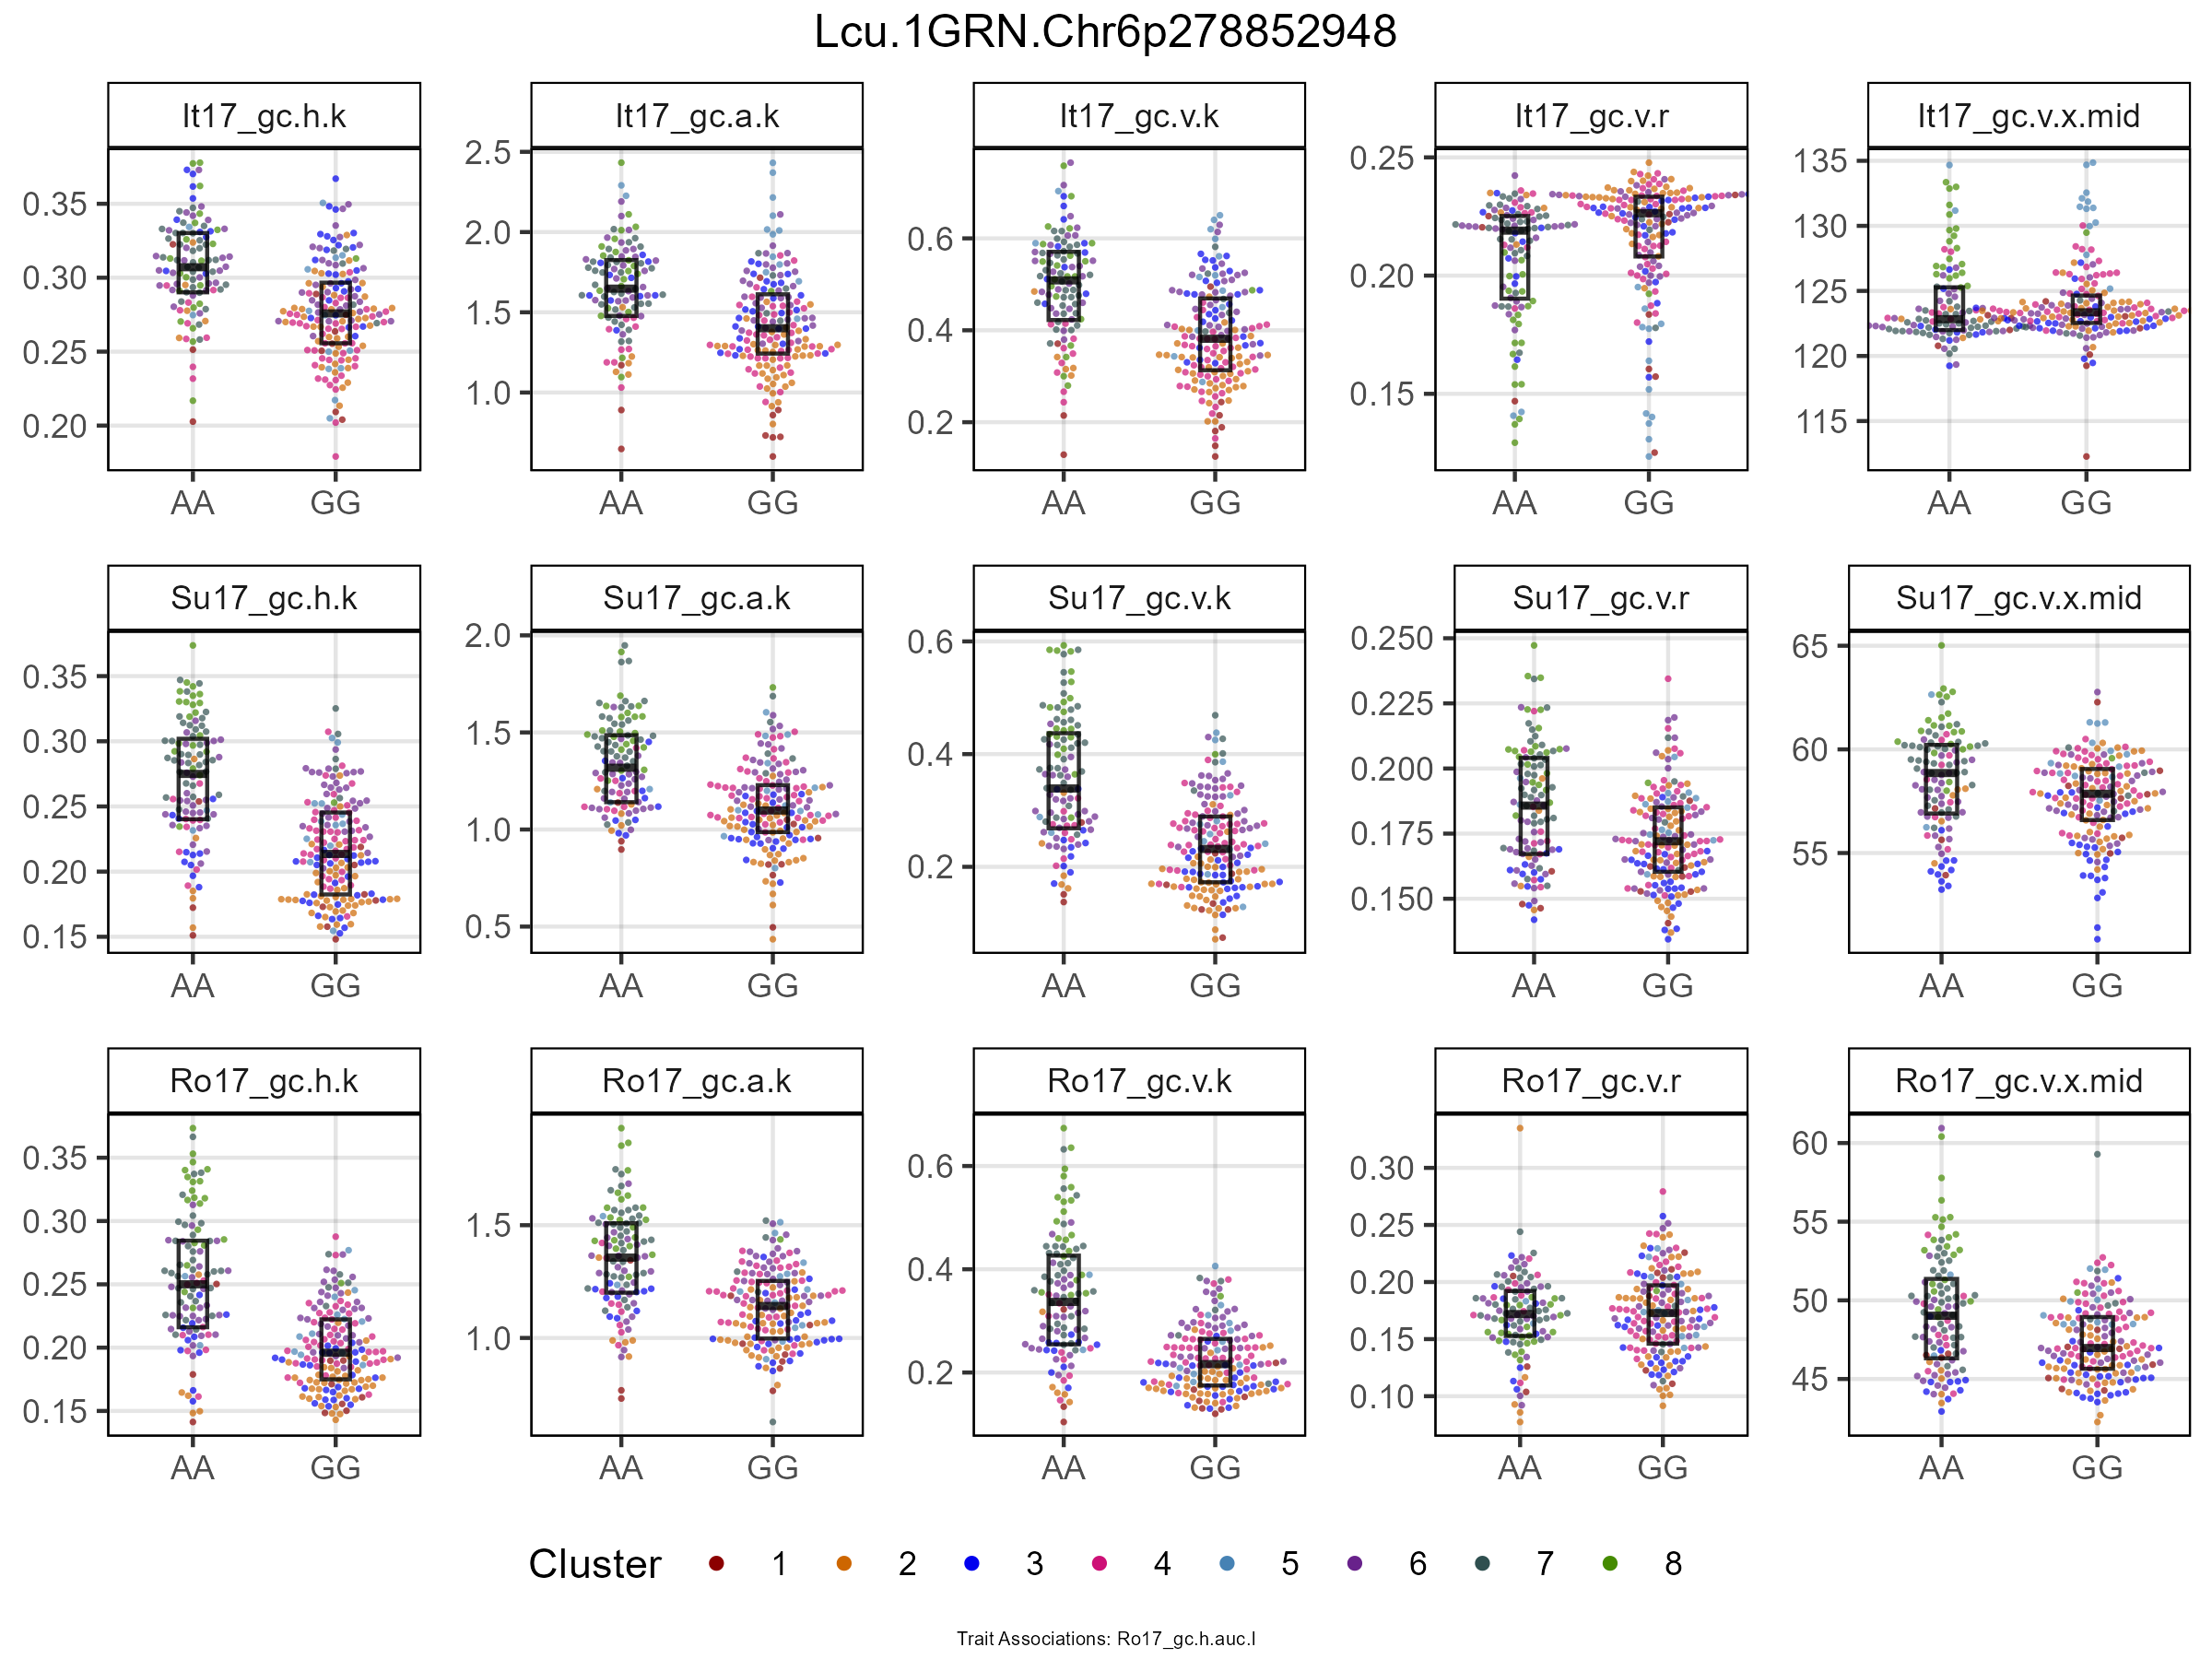 Lcu.1GRN.Chr6p278852948
It17_gc.h.k
It17_gc.a.k
It17_gc.v.k
It17_gc.v.r
It17_gc.v.x.mid
0.35
0.30
0.25
0.20
AA GG
2.5
2.0
1.5
1.0
AA GG
0.6
0.4
0.2
AA GG
0.25
0.20
0.15
AA GG
135
130
125
120
115
AA GG
Su17_gc.h.k
Su17_gc.a.k
Su17_gc.v.k
Su17_gc.v.r
Su17_gc.v.x.mid
0.35
0.30
0.25
0.20
0.15
AA GG
2.0
1.5
1.0
0.5
AA GG
0.6
0.4
0.2
AA GG
0.250
0.225
0.200
0.175
0.150
AA GG
65
60
55
AA GG
Ro17_gc.h.k
Ro17_gc.a.k
Ro17_gc.v.k
Ro17_gc.v.r
Ro17_gc.v.x.mid
0.35
0.30
0.25
0.20
0.15
AA GG
1.5
1.0
AA GG
0.6
0.4
0.2
AA GG
0.30
0.25
0.20
0.15
0.10
AA GG
60
55
50
45
AA GG
Cluster 1 2 3 4 5 6 7 8
Trait Associations: Ro17_gc.h.auc.l